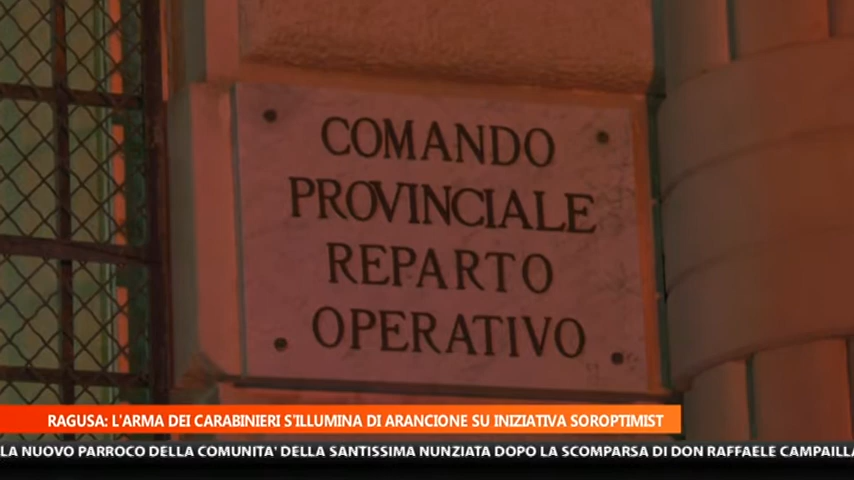 COMANDO
PROVINCIALE
REPARTO
OPERATIVO
RAGUSA: L'ARMA DEI CARABINIERI S'ILLUMINA DI ARANCIONE SU INIZIATIVA SOROPTIMIST
LA NUOVO PARROCO DELLA COMUNITA' DELLA SANTISSIMA NUNZIATA DOPO LA SCOMPARSA DI DON RAFFAELE CAMPAILLA